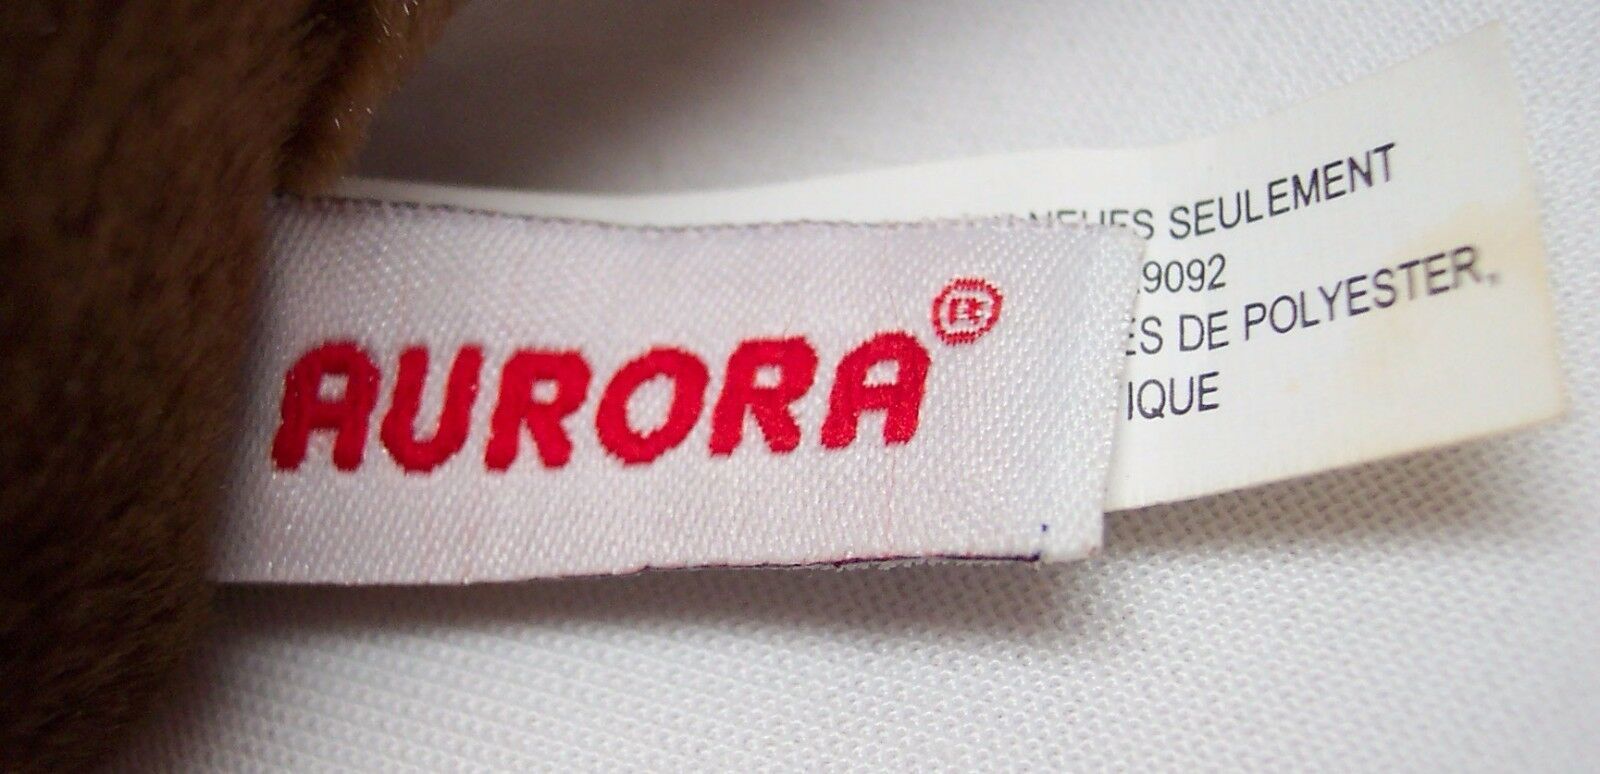 AURORA®
NEUES SEULEMENT
9092
ES DE POLYESTER,
IQUE